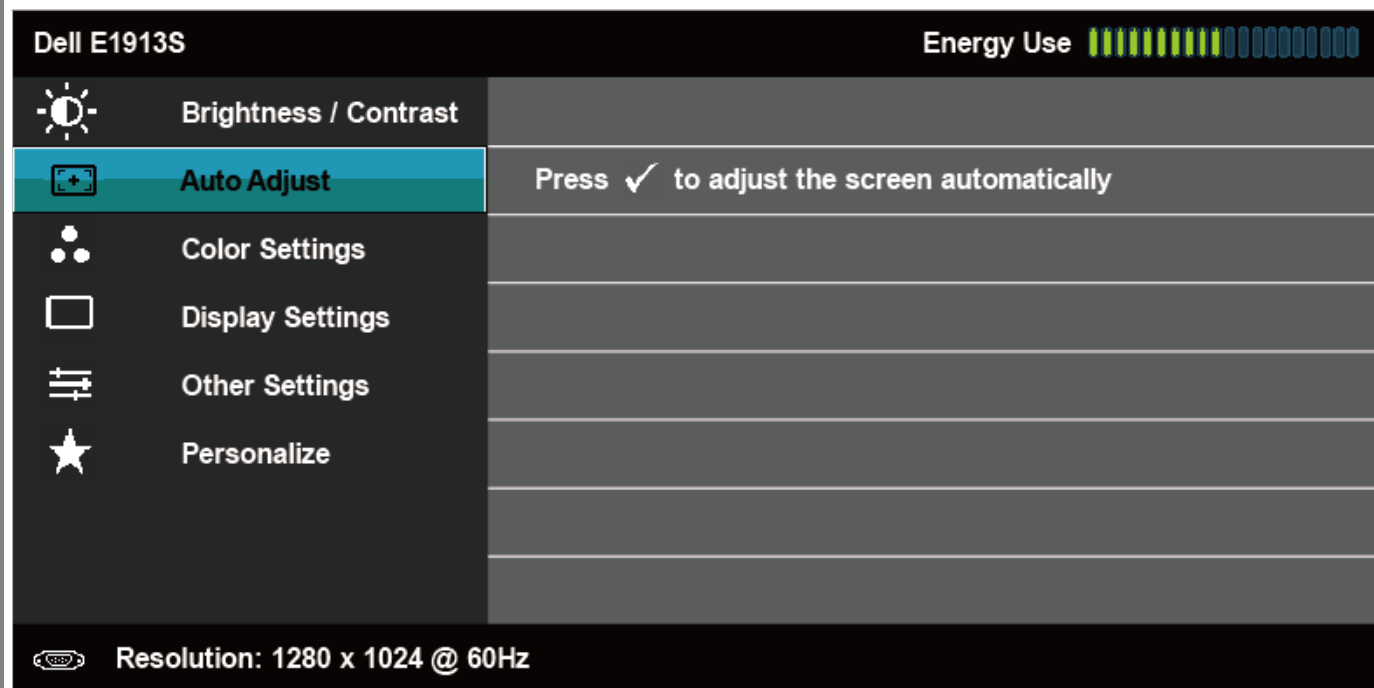 Dell E1913S Energy Use
Brightness / Contrast
Auto Adjust Press ✓ to adjust the screen automatically
Color Settings
Display Settings
Other Settings
Personalize
Resolution: 1280 x 1024 @ 60Hz